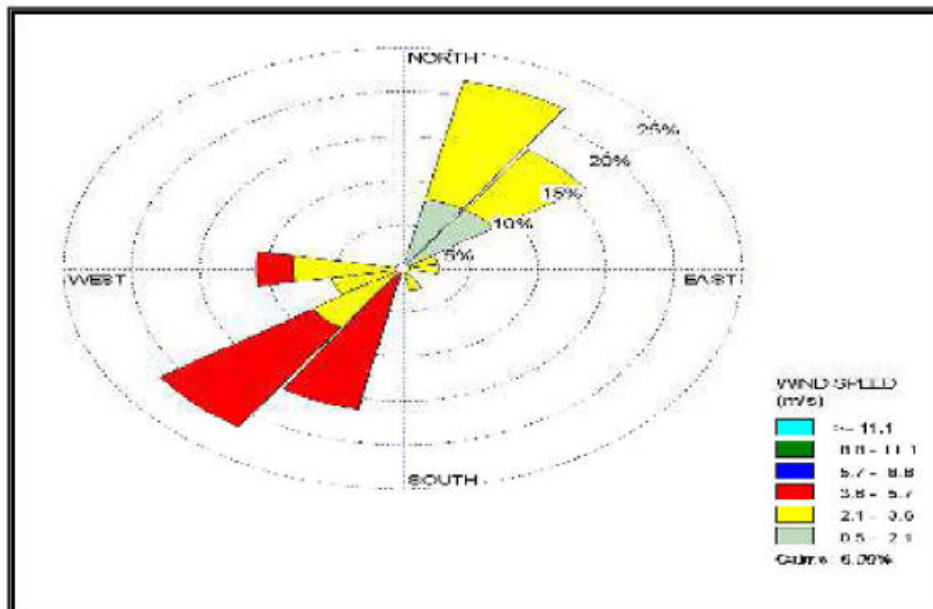 NORTH
25%
20%
15%
10%
5%
WEST
EAST
SOUTH
WIND SPEED
(m/s)
>= 11.1
8.8 - 11.1
5.7 - 8.8
3.6 - 5.7
2.1 - 3.6
0.5 - 2.1
Calms: